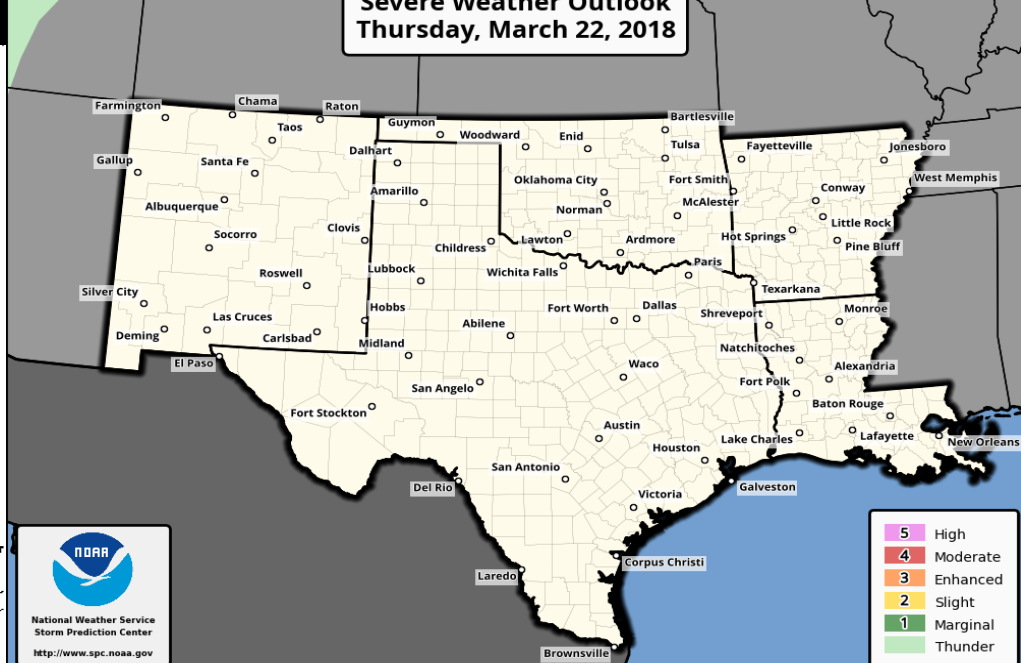 Severe Weather Outlook
Thursday, March 22, 2018
Farmington
Chama
Raton
Taos
Guymon
Woodward
Enid
Bartlesville
Tulsa
Fayetteville
Jonesboro
Gallup
Santa Fe
Dalhart
Amarillo
Oklahoma City
Fort Smith
West Memphis
Conway
Albuquerque
Norman
McAlester
Little Rock
Socorro
Clovis
Childress
Lawton
Ardmore
Hot Springs
Pine Bluff
Roswell
Lubbock
Wichita Falls
Paris
Texarkana
Silver City
Las Cruces
Hobbs
Fort Worth
Dallas
Shreveport
Monroe
Deming
Carlsbad
Midland
Abilene
Natchitoches
El Paso
San Angelo
Waco
Fort Polk
Alexandria
Fort Stockton
Austin
Baton Rouge
Houston
Lake Charles
Lafayette
New Orleans
Del Rio
San Antonio
Galveston
Victoria
Laredo
Corpus Christi
Brownsville
NOAA
National Weather Service
Storm Prediction Center
http://www.spc.noaa.gov
5 High
4 Moderate
3 Enhanced
2 Slight
1 Marginal
Thunder